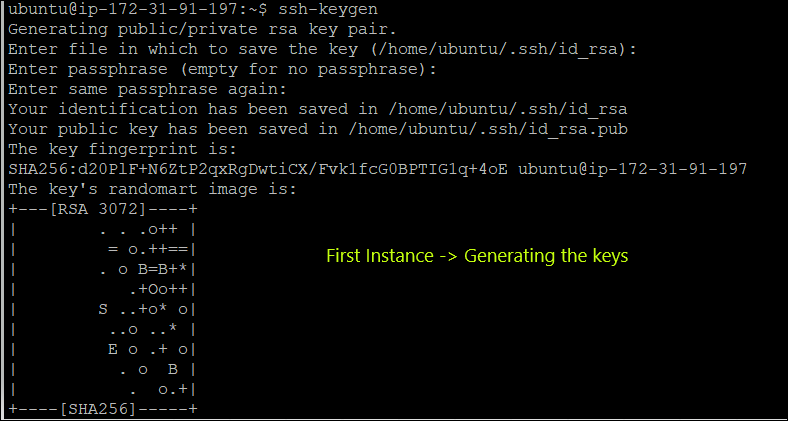 ubuntu@ip-172-31-91-197:~$ ssh-keygen
Generating public/private rsa key pair.
Enter file in which to save the key (/home/ubuntu/.ssh/id_rsa):
Enter passphrase (empty for no passphrase):
Enter same passphrase again:
Your identification has been saved in /home/ubuntu/.ssh/id_rsa
Your public key has been saved in /home/ubuntu/.ssh/id_rsa.pub
The key fingerprint is:
SHA256:d20PlF+N6ZtP2qxRgDwtiCX/Fvk1fcG0BPTIG1q+4oE ubuntu@ip-172-31-91-197
The key's randomart image is:
+---[RSA 3072]----+
|        . . .o++ |
|         = o.++==|
|        . o B=B+*|
|           .+Oo++|
|        S ..+o* o|
|         ..o ..* |
|         E o .+ o|
|          . o  B |
|           .  o.+|
+----[SHA256]-----+
First Instance -> Generating the keys